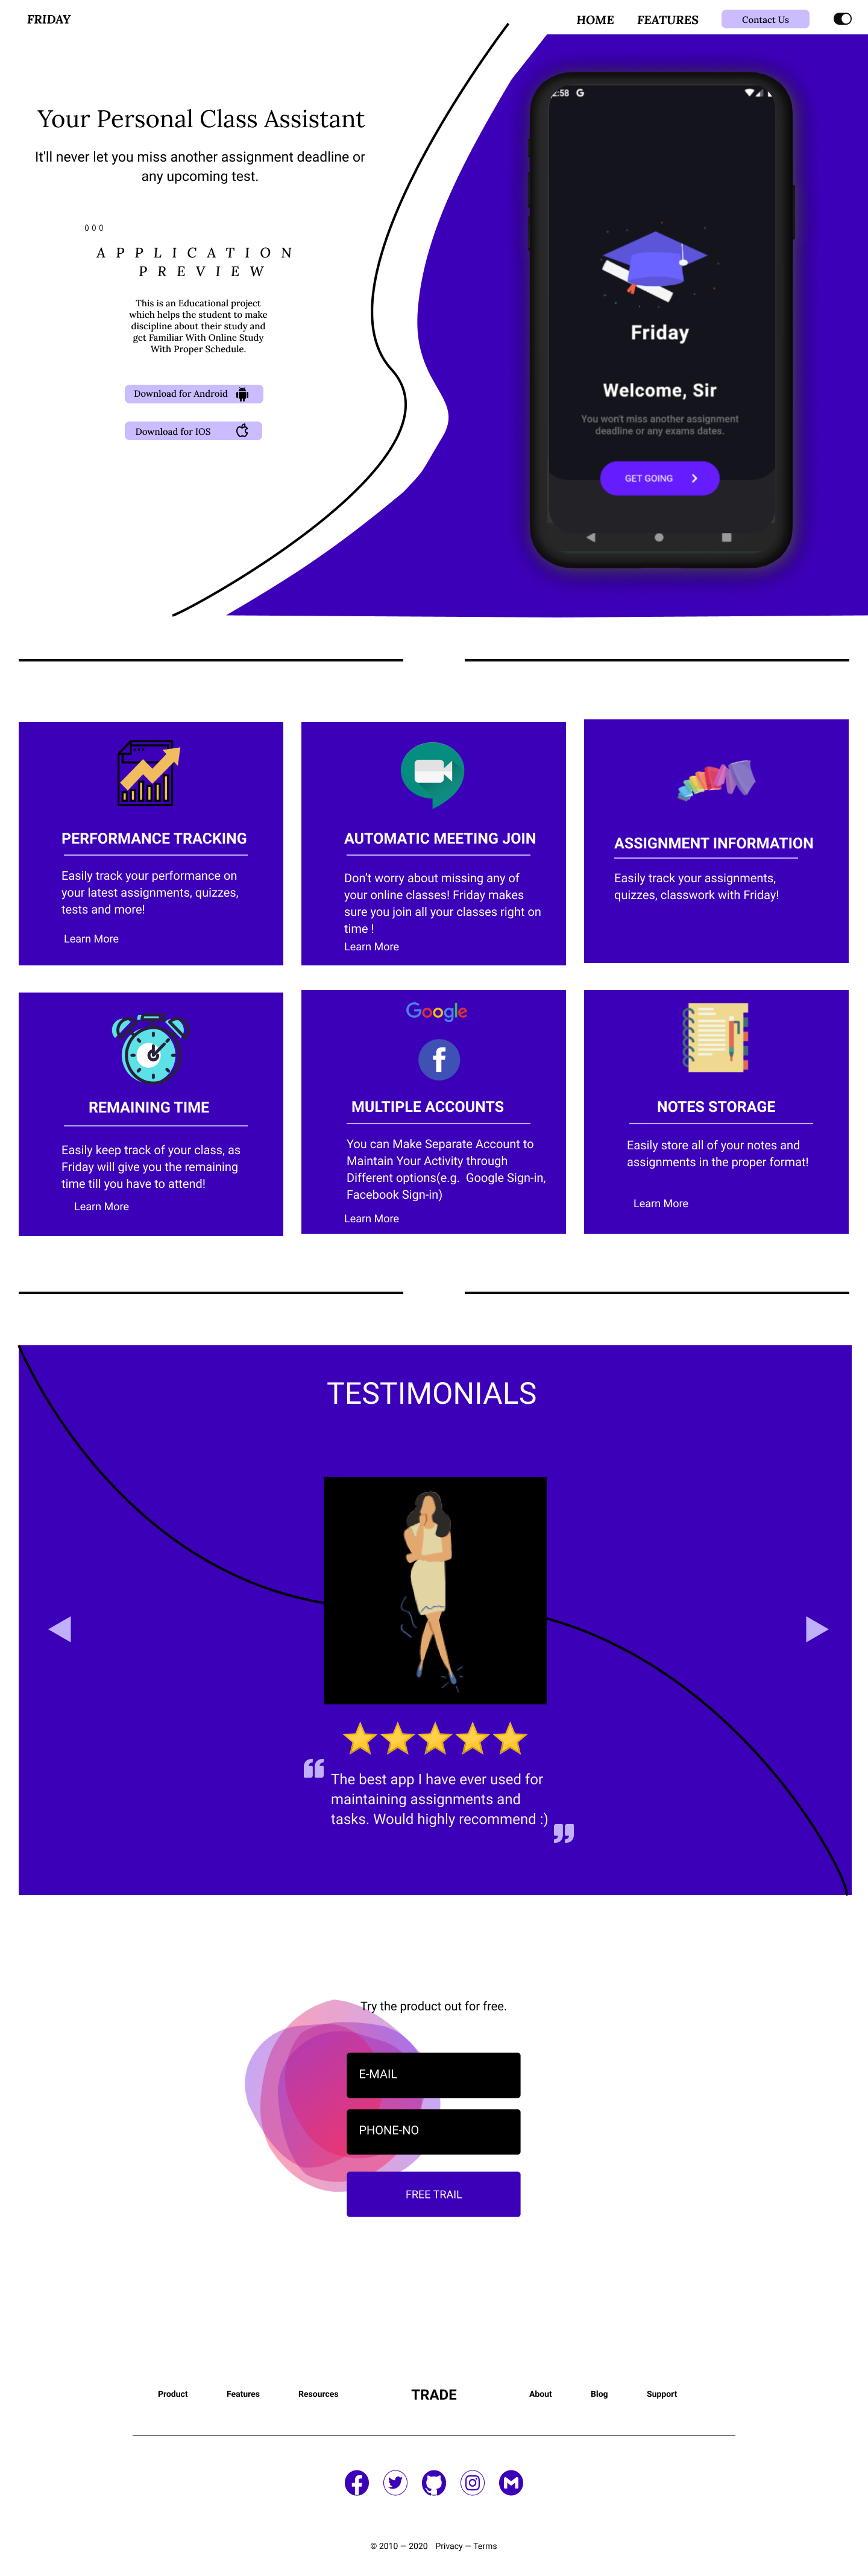 FRIDAY
HOME
FEATURES
Contact Us
Your Personal Class Assistant
It'll never let you miss another assignment deadline or
any upcoming test.
000
APPLICATION
PREVIEW
This is an Educational project
which helps the student to make
discipline about their study and
get Familiar With Online Study
With Proper Schedule.
Download for Android
Download for IOS
:58 G
Friday
Welcome, Sir
You won't miss another assignment
deadline or any exams dates.
GET GOING
PERFORMANCE TRACKING
Easily track your performance on
your latest assignments, quizzes,
tests and more!
Learn More
AUTOMATIC MEETING JOIN
Don't worry about missing any of
your online classes! Friday makes
sure you join all your classes right on
time !
Learn More
ASSIGNMENT INFORMATION
Easily track your assignments,
quizzes, classwork with Friday!
REMAINING TIME
Easily keep track of your class, as
Friday will give you the remaining
time till you have to attend!
Learn More
Google
f
MULTIPLE ACCOUNTS
You can Make Separate Account to
Maintain Your Activity through
Different options(e.g. Google Sign-in,
Facebook Sign-in)
Learn More
NOTES STORAGE
Easily store all of your notes and
assignments in the proper format!
Learn More
TESTIMONIALS
“ The best app I have ever used for
maintaining assignments and
tasks. Would highly recommend :) ”
Try the product out for free.
E-MAIL
PHONE-NO
FREE TRAIL
Product
Features
Resources
TRADE
About
Blog
Support
© 2010 — 2020 Privacy — Terms